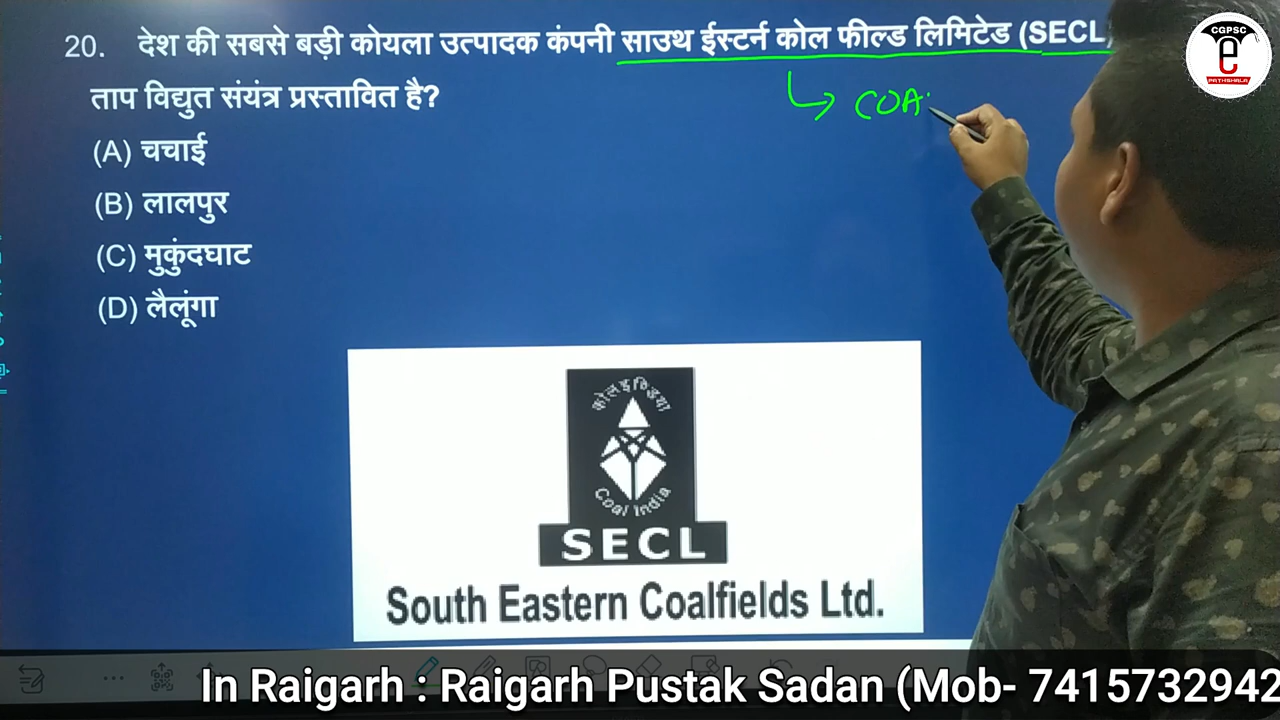 CGPSC
e
PATHSHALA
20. देश की सबसे बड़ी कोयला उत्पादक कंपनी साउथ ईस्टर्न कोल फील्ड लिमिटेड (SECL)
ताप विद्युत संयंत्र प्रस्तावित है?
COA
(A) चचाई
(B) लालपुर
(C) मुकुंदघाट
(D) लैलूंगा
कोल इण्डिया
Coal India
SECL
South Eastern Coalfields Ltd.
In Raigarh : Raigarh Pustak Sadan (Mob- 7415732942